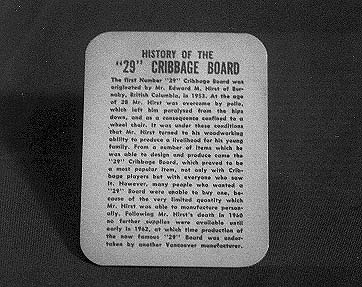 HISTORY OF THE
"29" CRIBBAGE BOARD
The first Number "29" Cribbage Board was
originated by Mr. Edward M. Hirst of Bur-
naby, British Columbia, in 1953. At the age
of 28 Mr. Hirst was overcome by polio,
which left him paralysed from the hips
down, and as a consequence confined to a
wheel chair. It was under these conditions
that Mr. Hirst turned to his woodworking
ability to produce a livelihood for his young
family. From a number of items which he
was able to design and produce came the
"29" Cribbage Board, which proved to be
a most popular item, not only with Crib-
bage players but with everyone who saw
it. However, many people who wanted a
"29" Board were unable to buy one, be-
cause of the very limited quantity which
Mr. Hirst was able to manufacture person-
ally. Following Mr. Hirst's death in 1960
no further supplies were available until
early in 1962, at which time production of
the now famous "29" Board was under-
taken by another Vancouver manufacturer.